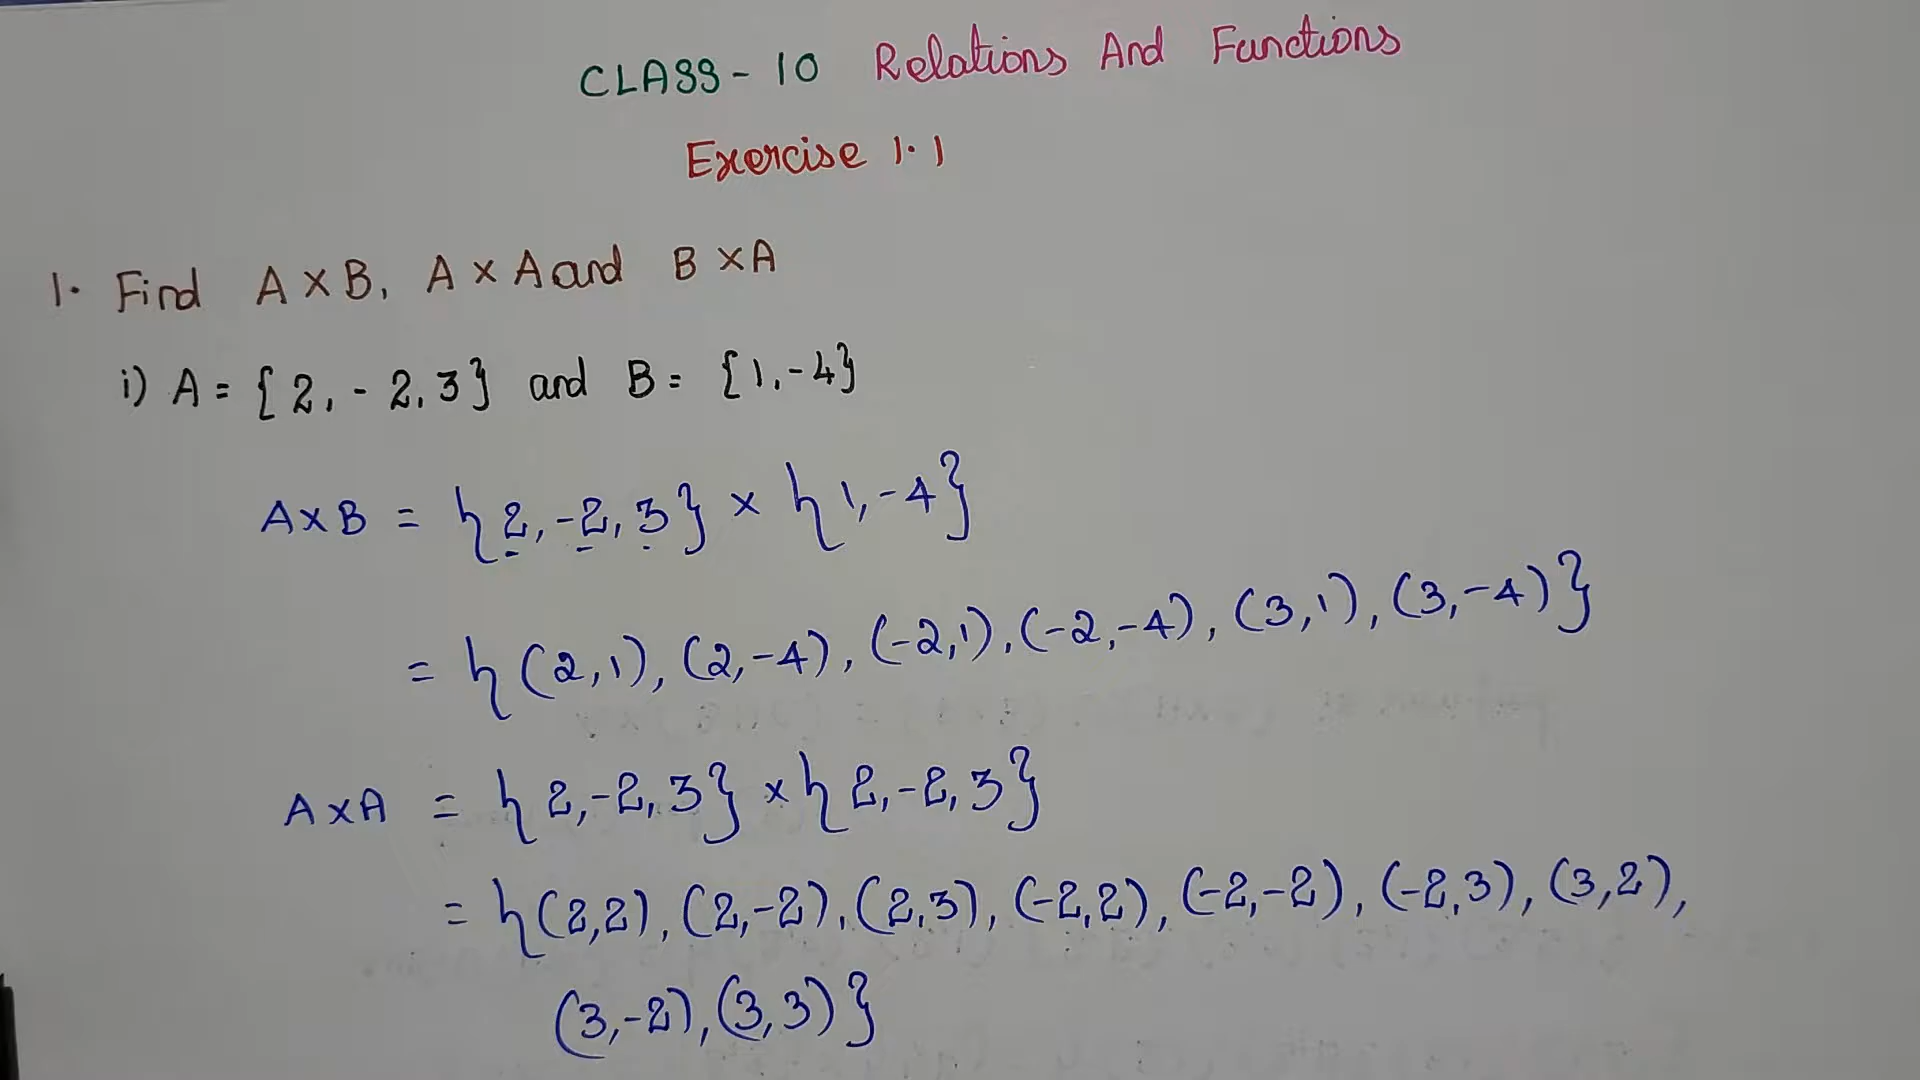 CLASS - 10 Relations And Functions
Exercise 1.1
1. Find A × B, A × A and B × A
i) A = {2, - 2, 3} and B = {1, - 4}
A×B = {2, -2, 3} × {1, -4}
= {(2,1), (2,-4), (-2,1), (-2,-4), (3,1), (3,-4)}
A×A = {2, -2, 3} × {2, -2, 3}
= {(2,2), (2,-2), (2,3), (-2,2), (-2,-2), (-2,3), (3,2),
(3,-2), (3,3)}